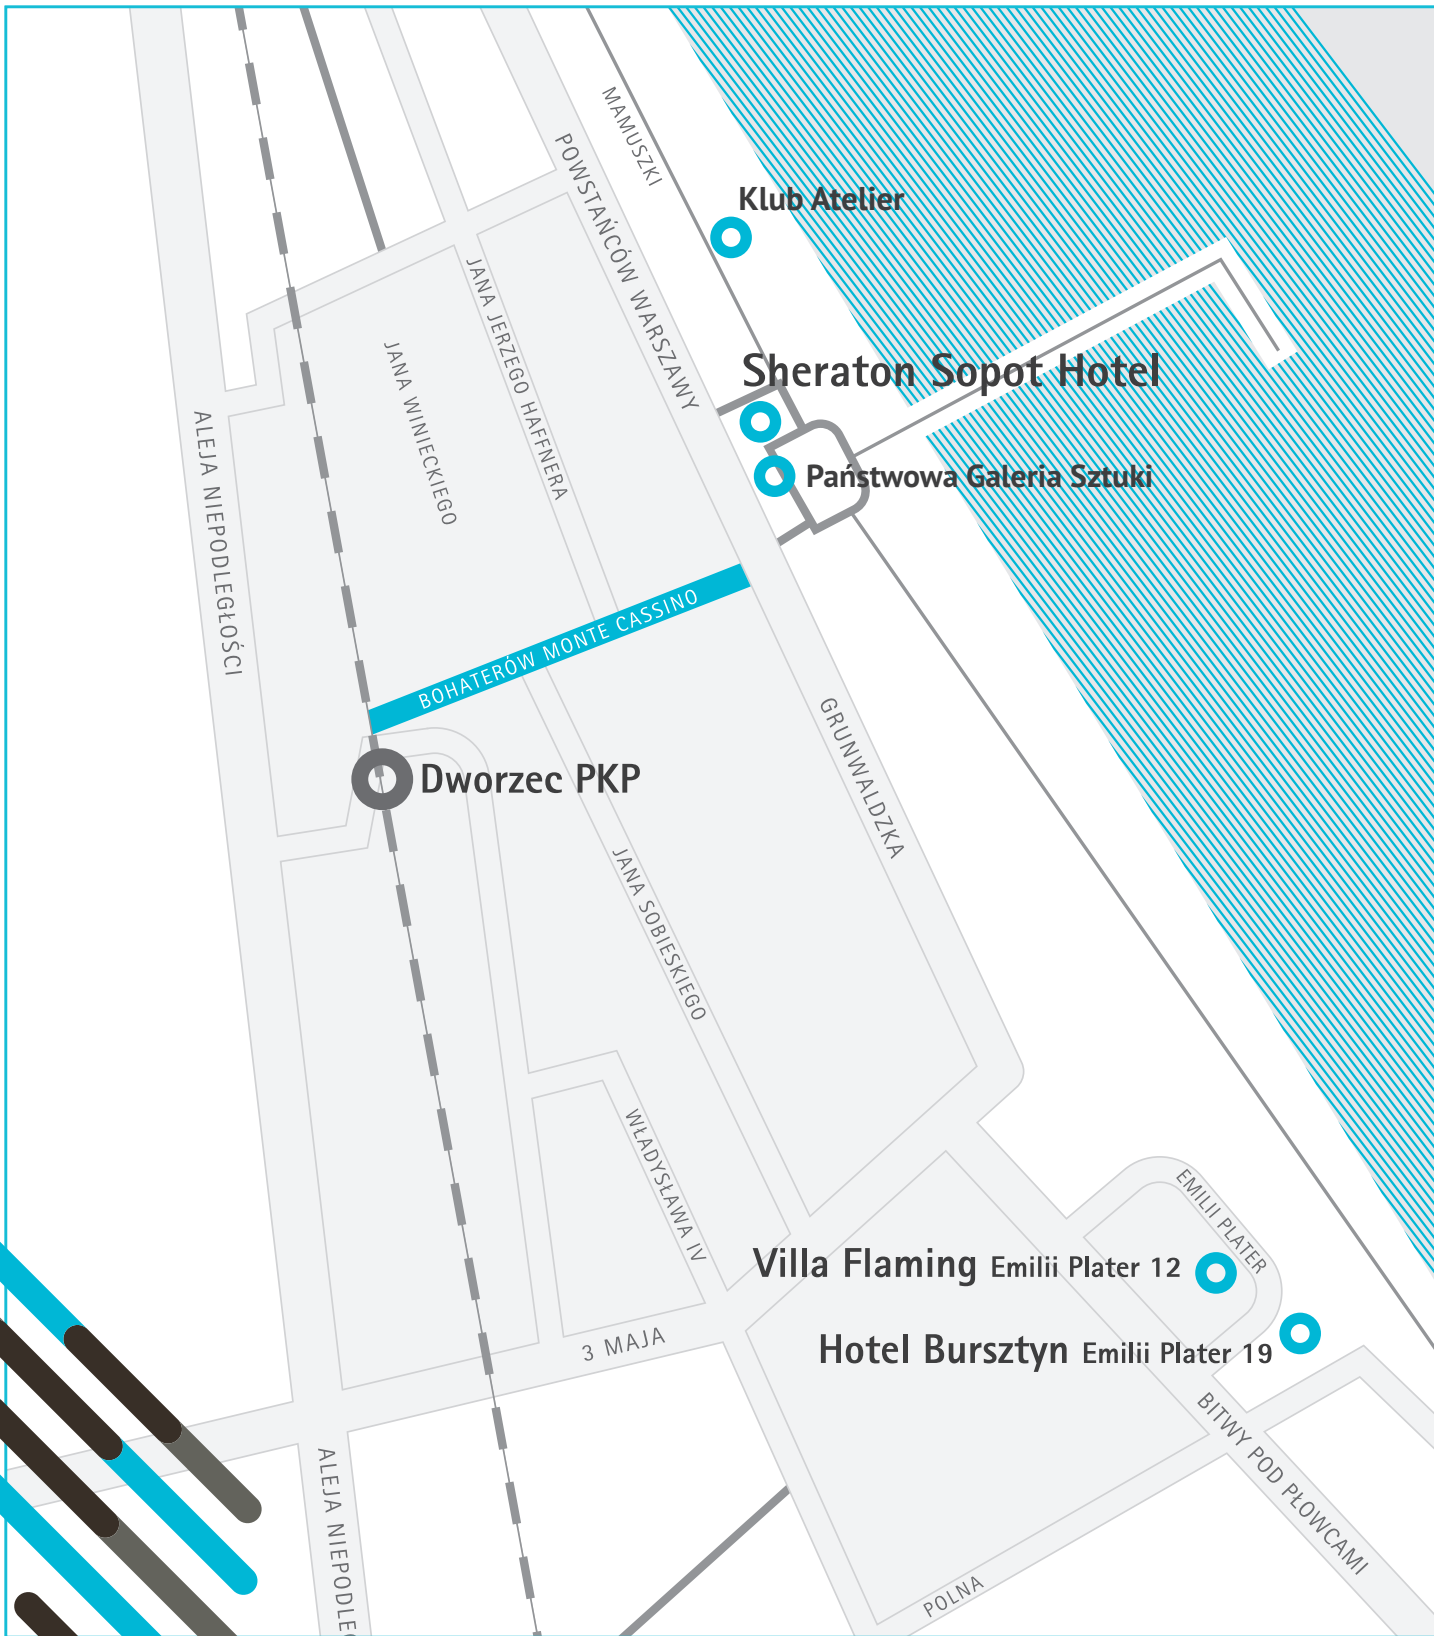 MAMUSZKI
POWSTAŃCÓW WARSZAWY
Klub Atelier
JANA JERZEGO HAFFNERA
JANA WINIECKIEGO
Sheraton Sopot Hotel
ALEJA NIEPODLEGŁOŚCI
Państwowa Galeria Sztuki
BOHATERÓW MONTE CASSINO
GRUNWALDZKA
Dworzec PKP
JANA SOBIESKIEGO
WŁADYSŁAWA IV
EMILII PLATER
Villa Flaming Emilii Plater 12
3 MAJA
Hotel Bursztyn Emilii Plater 19
BITWY POD PŁOWCAMI
ALEJA NIEPODLEG
POLNA